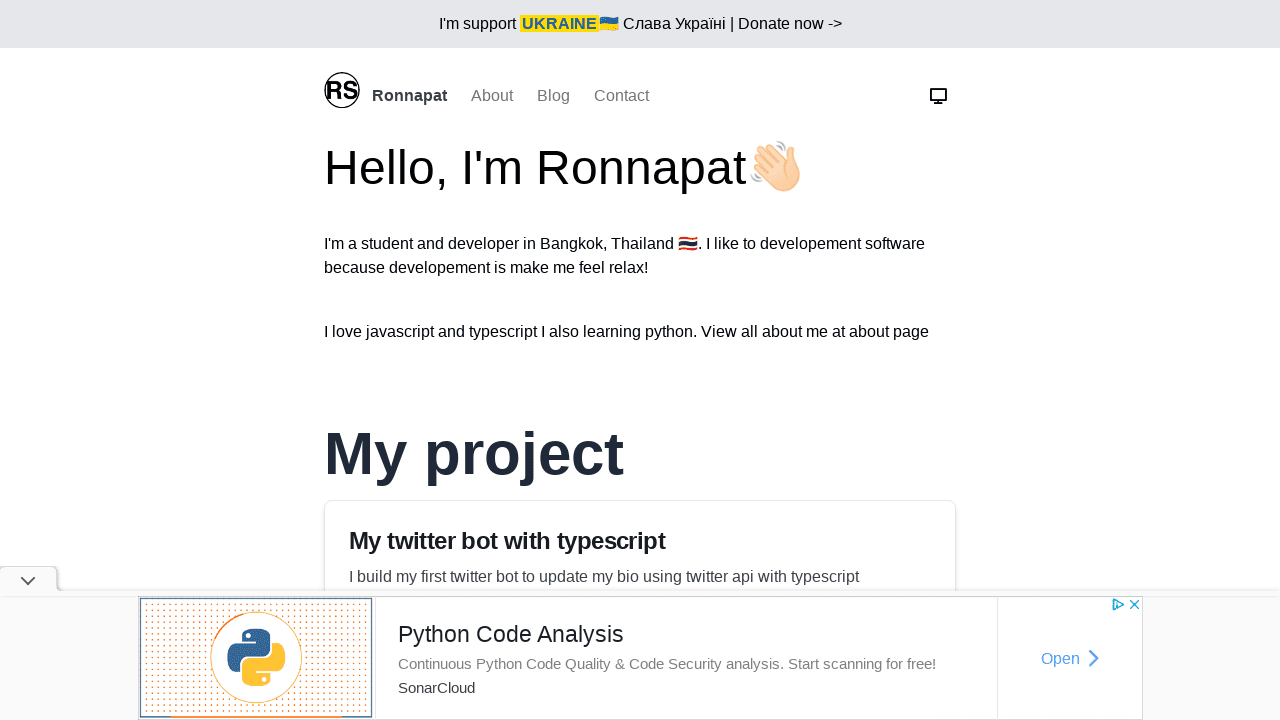 I'm support UKRAINE🇺🇦 Слава Україні | Donate now ->
RS
Ronnapat About Blog Contact
Hello, I'm Ronnapat👋🏻
I'm a student and developer in Bangkok, Thailand 🇹🇭. I like to developement software
because developement is make me feel relax!
I love javascript and typescript I also learning python. View all about me at about page
My project
My twitter bot with typescript
I build my first twitter bot to update my bio using twitter api with typescript
Python Code Analysis
Continuous Python Code Quality & Code Security analysis. Start scanning for free!
SonarCloud
Open